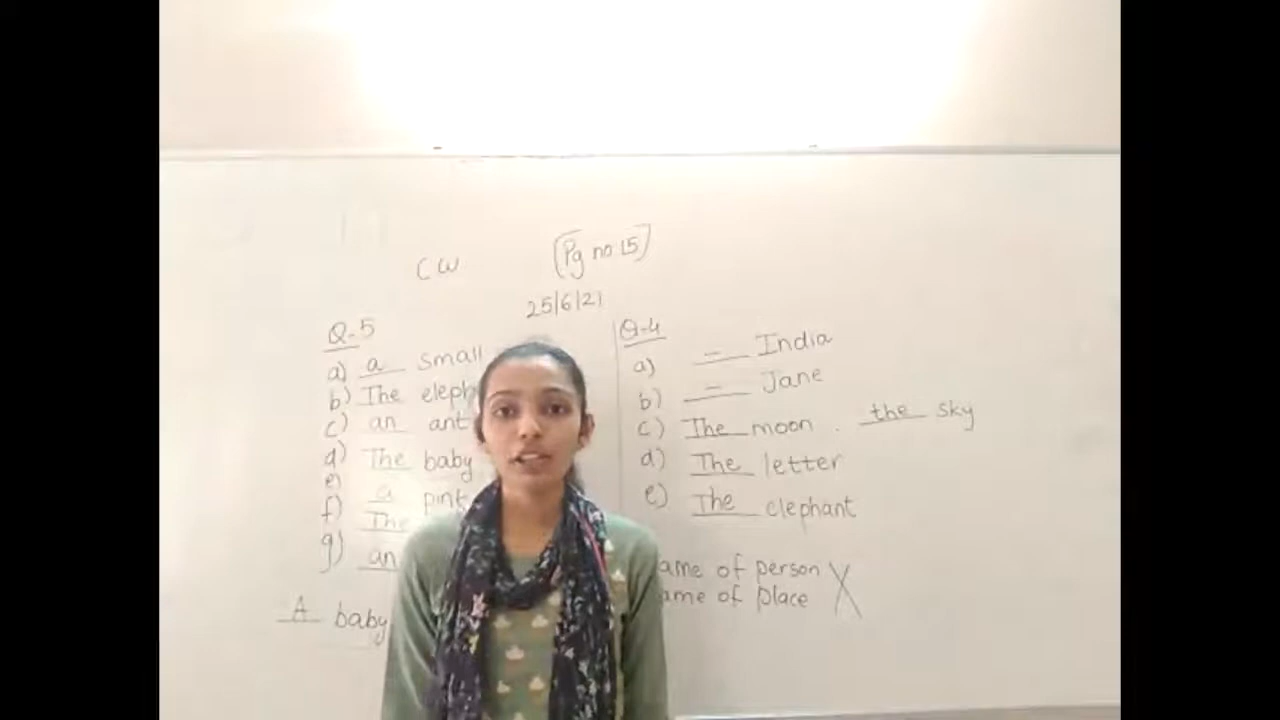 CW
[Pg no 15]
25/6/21
Q-5
a) a small
b) The eleph
c) an ant
d) The baby
e) a pink
f) The
g) an
A baby
Q-4
a) - India
b) - Jane
c) The moon. the sky
d) The letter
e) The elephant
ame of person X
ame of place